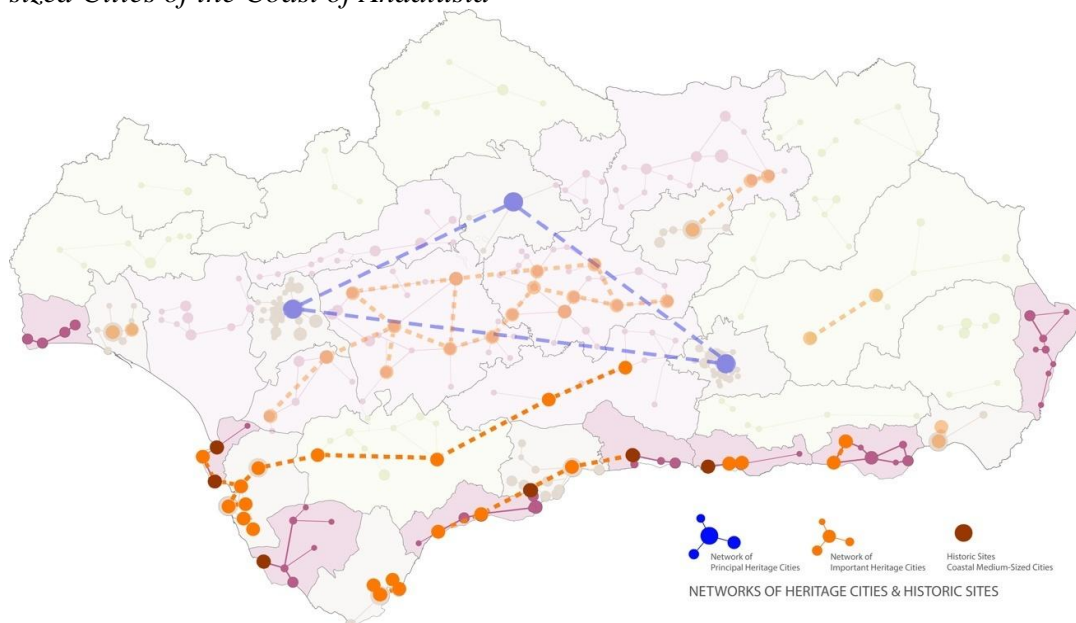 sized Cities of the Coast of Andalusia
Network of
Principal Heritage Cities
Network of
Important Heritage Cities
Historic Sites
Coastal Medium-Sized Cities
NETWORKS OF HERITAGE CITIES & HISTORIC SITES